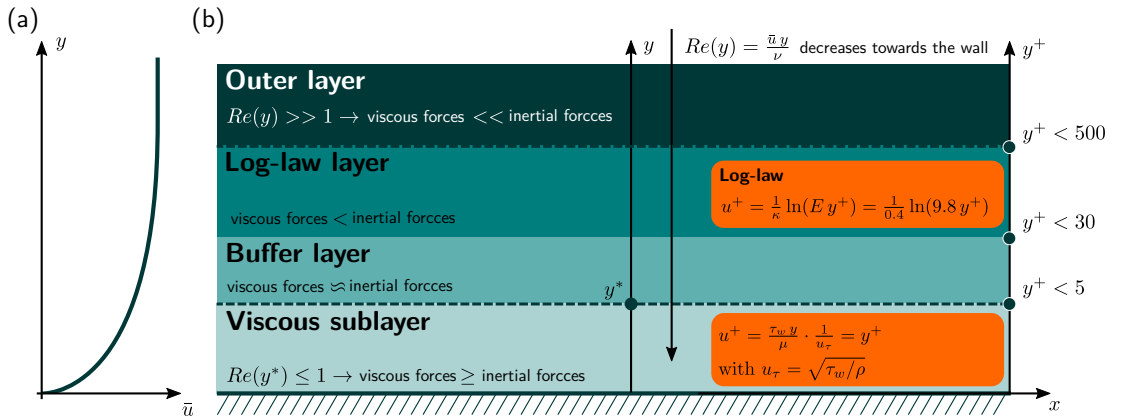 (a)
y
ū
(b)
y
Re(y) = ū y / ν decreases towards the wall
y⁺
Outer layer
Re(y) >> 1 → viscous forces << inertial forcces
y⁺ < 500
Log-law layer
Log-law
u⁺ = 1/κ ln(E y⁺) = 1/0.4 ln(9.8 y⁺)
viscous forces < inertial forcces
y⁺ < 30
Buffer layer
viscous forces ≈ inertial forcces
y*
y⁺ < 5
Viscous sublayer
u⁺ = τ_w y / μ · 1 / u_τ = y⁺
with u_τ = √(τ_w/ρ)
Re(y*) ≤ 1 → viscous forces ≥ inertial forcces
x